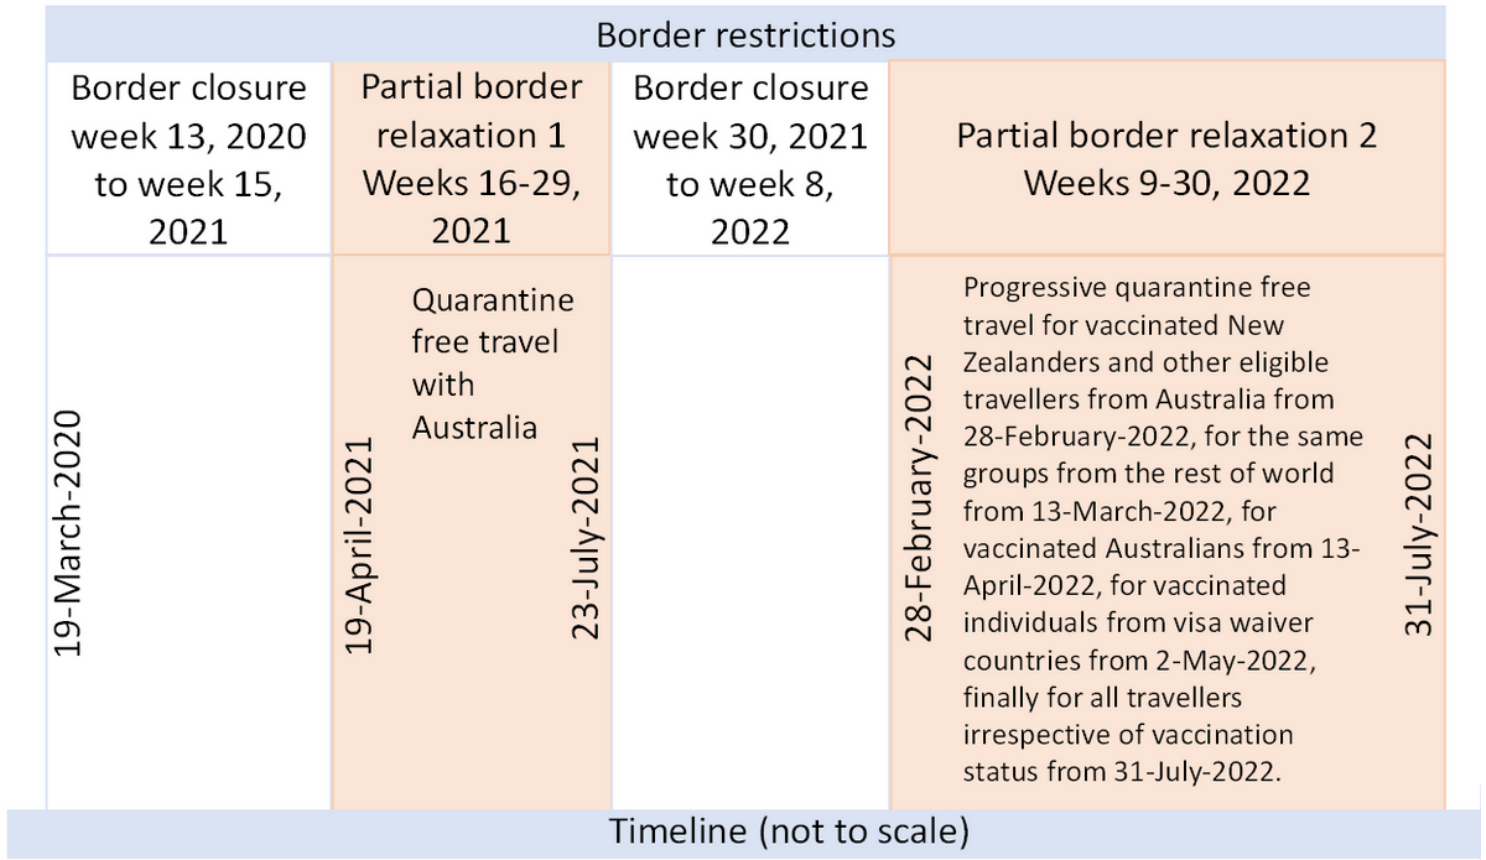 Border restrictions
Border closure
week 13, 2020
to week 15,
2021
Partial border
relaxation 1
Weeks 16-29,
2021
Border closure
week 30, 2021
to week 8,
2022
Partial border relaxation 2
Weeks 9-30, 2022
19-March-2020
19-April-2021
Quarantine
free travel
with
Australia
23-July-2021
28-February-2022
Progressive quarantine free
travel for vaccinated New
Zealanders and other eligible
travellers from Australia from
28-February-2022, for the same
groups from the rest of world
from 13-March-2022, for
vaccinated Australians from 13-
April-2022, for vaccinated
individuals from visa waiver
countries from 2-May-2022,
finally for all travellers
irrespective of vaccination
status from 31-July-2022.
31-July-2022
Timeline (not to scale)